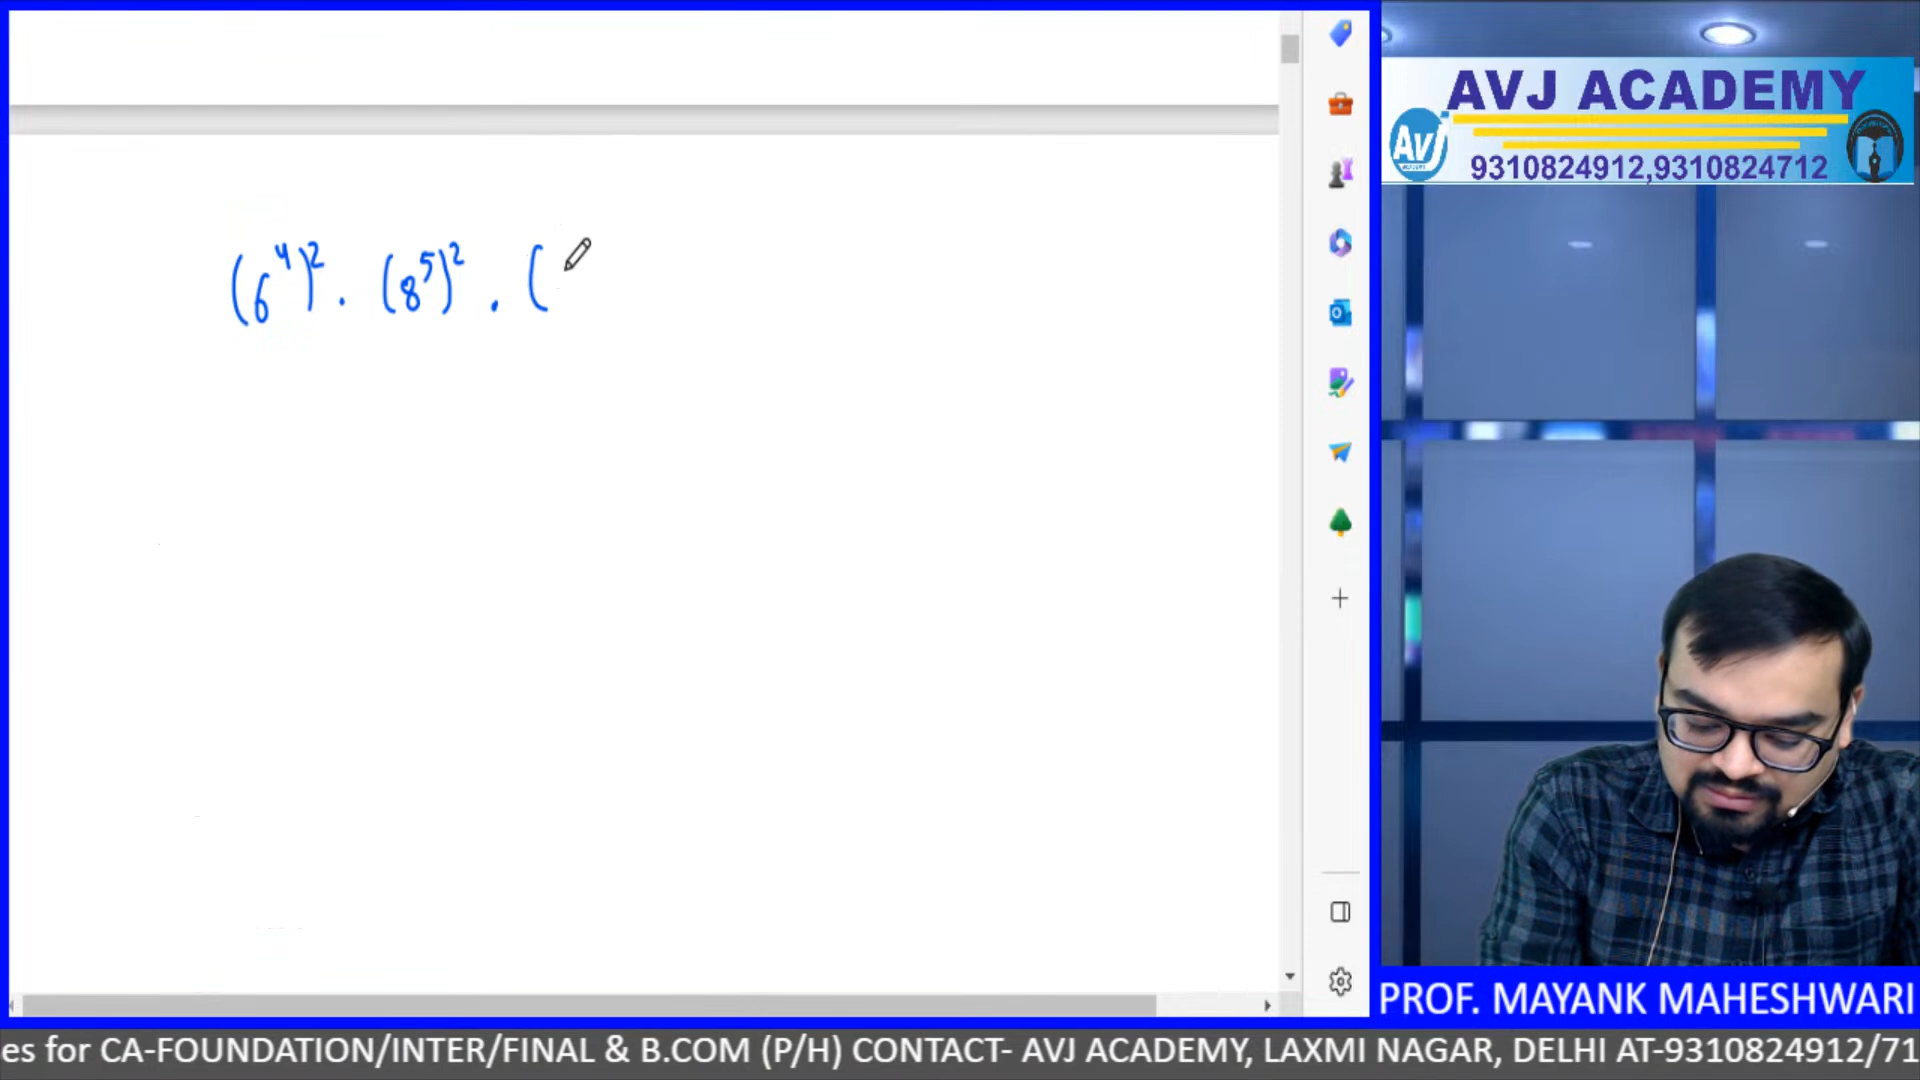 AVJ ACADEMY
AVJ
9310824912,9310824712
(6⁴)² . (8⁵)² . (
PROF. MAYANK MAHESHWARI
es for CA-FOUNDATION/INTER/FINAL & B.COM (P/H) CONTACT- AVJ ACADEMY, LAXMI NAGAR, DELHI AT-9310824912/71